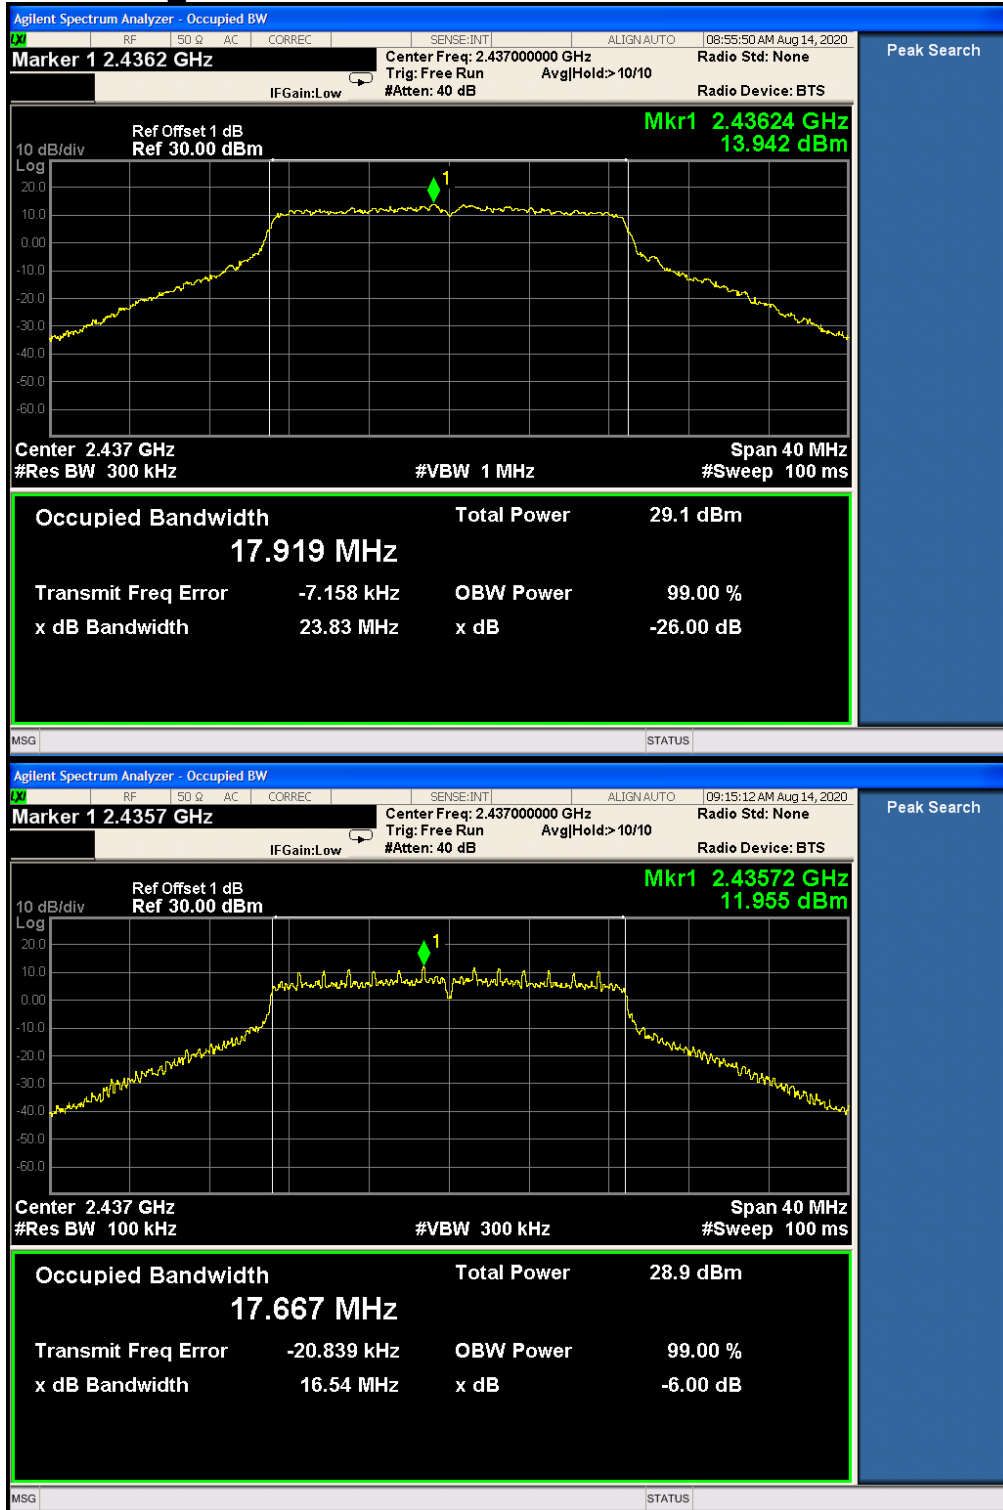 Agilent Spectrum Analyzer - Occupied BW
LXI RF 50 Ω AC CORREC SENSE:INT ALIGN AUTO 08:55:50 AM Aug 14, 2020
Marker 1 2.4362 GHz Center Freq: 2.437000000 GHz Radio Std: None Peak Search
Trig: Free Run Avg|Hold:> 10/10
IFGain:Low #Atten: 40 dB Radio Device: BTS
Mkr1 2.43624 GHz
Ref Offset 1 dB 13.942 dBm
10 dB/div Ref 30.00 dBm
Log
1
20.0
10.0
0.00
-10.0
-20.0
-30.0
-40.0
-50.0
-60.0
Center 2.437 GHz Span 40 MHz
#Res BW 300 kHz #VBW 1 MHz #Sweep 100 ms
Occupied Bandwidth Total Power 29.1 dBm
17.919 MHz
Transmit Freq Error -7.158 kHz OBW Power 99.00 %
x dB Bandwidth 23.83 MHz x dB -26.00 dB
MSG STATUS
Agilent Spectrum Analyzer - Occupied BW
LXI RF 50 Ω AC CORREC SENSE:INT ALIGN AUTO 09:15:12 AM Aug 14, 2020
Marker 1 2.4357 GHz Center Freq: 2.437000000 GHz Radio Std: None Peak Search
Trig: Free Run Avg|Hold:> 10/10
IFGain:Low #Atten: 40 dB Radio Device: BTS
Mkr1 2.43572 GHz
Ref Offset 1 dB 11.955 dBm
10 dB/div Ref 30.00 dBm
Log
1
20.0
10.0
0.00
-10.0
-20.0
-30.0
-40.0
-50.0
-60.0
Center 2.437 GHz Span 40 MHz
#Res BW 100 kHz #VBW 300 kHz #Sweep 100 ms
Occupied Bandwidth Total Power 28.9 dBm
17.667 MHz
Transmit Freq Error -20.839 kHz OBW Power 99.00 %
x dB Bandwidth 16.54 MHz x dB -6.00 dB
MSG STATUS